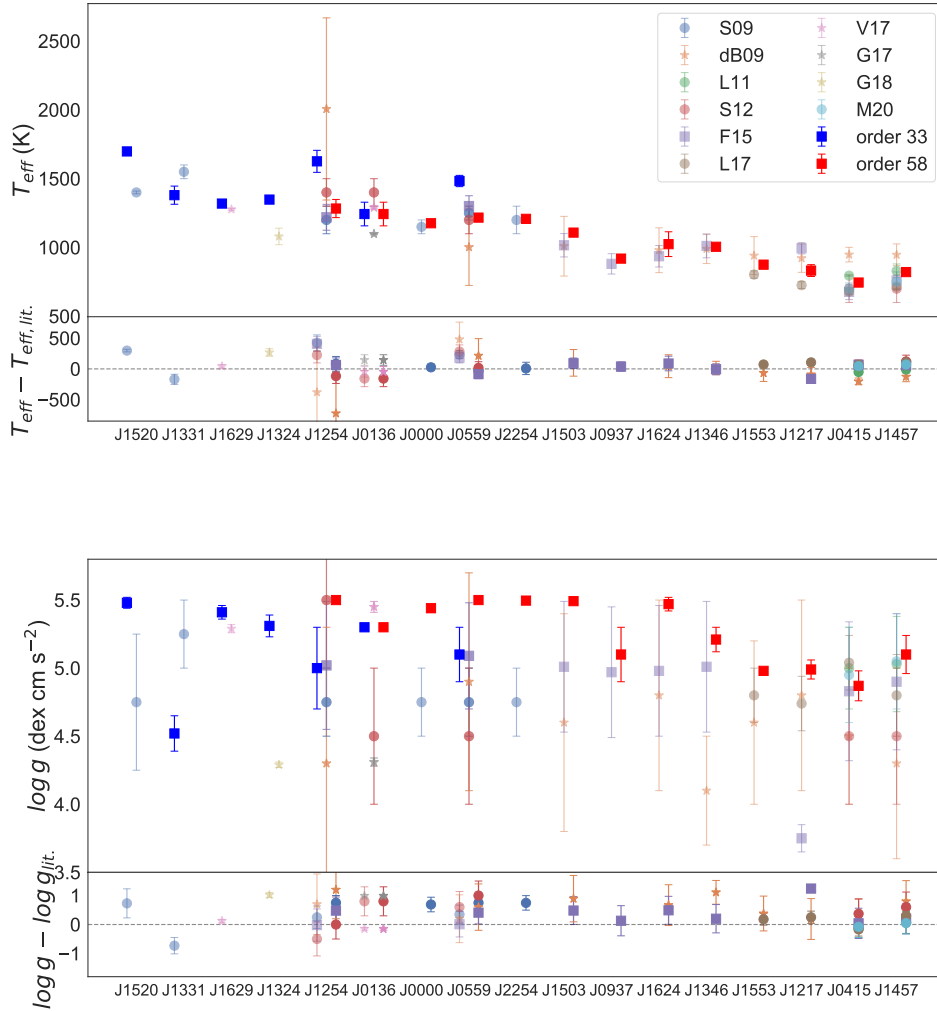 T_eff (K)
2500
2000
1500
1000
500
S09
dB09
L11
S12
F15
L17
V17
G17
G18
M20
order 33
order 58
T_eff − T_eff, lit.
500
0
−500
J1520 J1331 J1629 J1324 J1254 J0136 J0000 J0559 J2254 J1503 J0937 J1624 J1346 J1553 J1217 J0415 J1457
log g (dex cm s⁻²)
5.5
5.0
4.5
4.0
3.5
log g − log g_lit.
1
0
−1
J1520 J1331 J1629 J1324 J1254 J0136 J0000 J0559 J2254 J1503 J0937 J1624 J1346 J1553 J1217 J0415 J1457